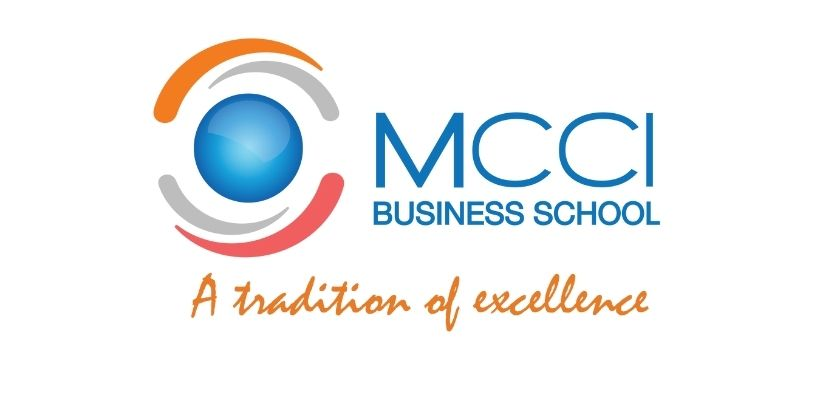 MCCI
BUSINESS SCHOOL
A tradition of excellence